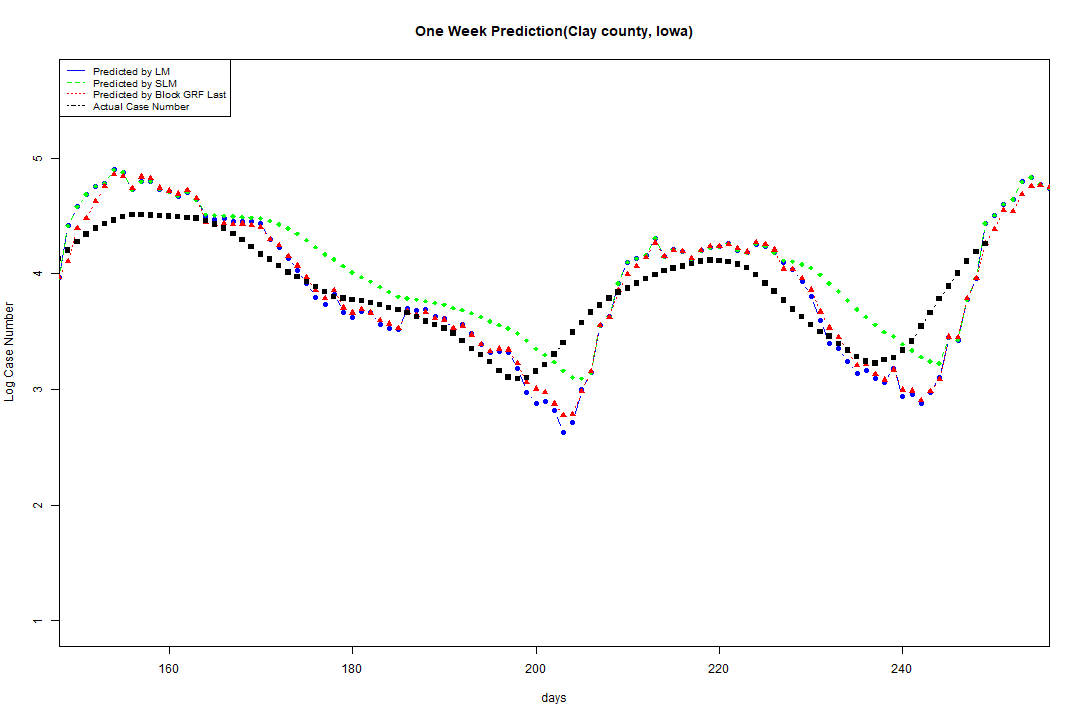 One Week Prediction(Clay county, Iowa)
Predicted by LM
Predicted by SLM
Predicted by Block GRF Last
Actual Case Number
5
4
3
2
1
Log Case Number
160 180 200 220 240
days